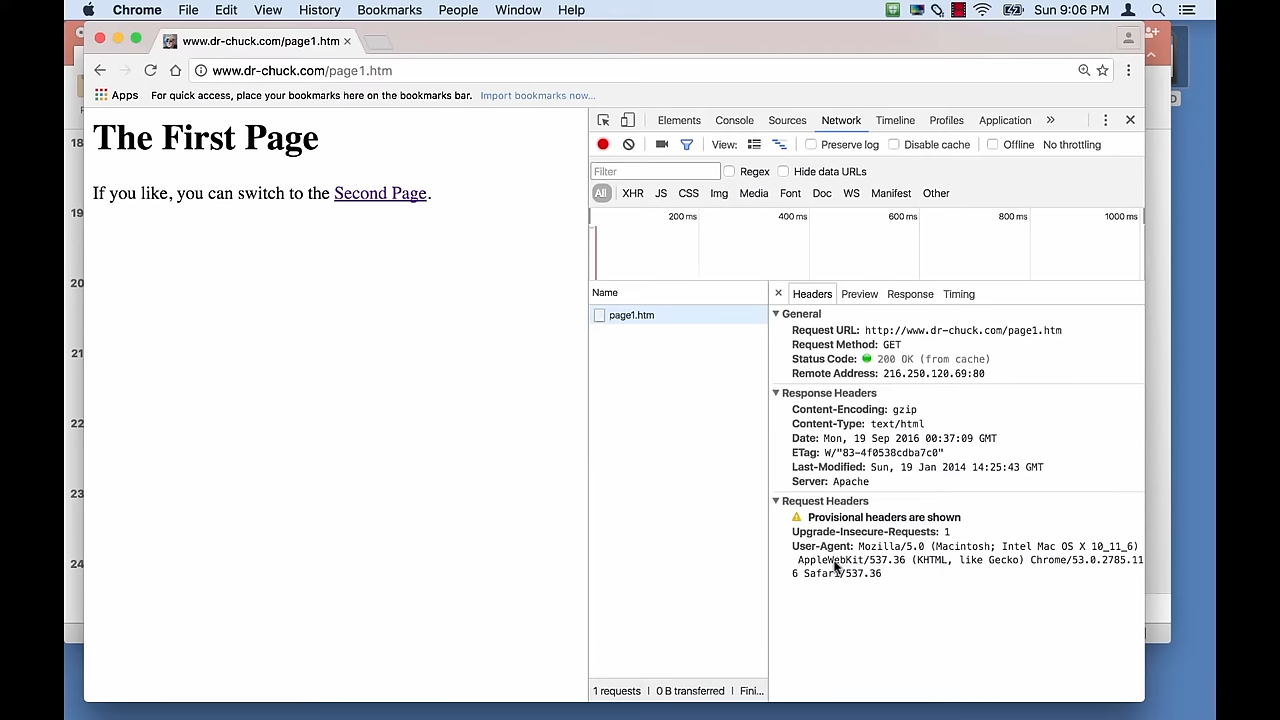 Chrome File Edit View History Bookmarks People Window Help Sun 9:06 PM
www.dr-chuck.com/page1.htm
www.dr-chuck.com/page1.htm
Apps For quick access, place your bookmarks here on the bookmarks bar. Import bookmarks now...
The First Page
If you like, you can switch to the Second Page.
Elements Console Sources Network Timeline Profiles Application
View: Preserve log Disable cache Offline No throttling
Filter Regex Hide data URLs
All XHR JS CSS Img Media Font Doc WS Manifest Other
200 ms 400 ms 600 ms 800 ms 1000 ms
Name
Headers Preview Response Timing
page1.htm
General
Request URL: http://www.dr-chuck.com/page1.htm
Request Method: GET
Status Code: 200 OK (from cache)
Remote Address: 216.250.120.69:80
Response Headers
Content-Encoding: gzip
Content-Type: text/html
Date: Mon, 19 Sep 2016 00:37:09 GMT
ETag: W/"83-4f0538cdba7c0"
Last-Modified: Sun, 19 Jan 2014 14:25:43 GMT
Server: Apache
Request Headers
Provisional headers are shown
Upgrade-Insecure-Requests: 1
User-Agent: Mozilla/5.0 (Macintosh; Intel Mac OS X 10_11_6)
AppleWebKit/537.36 (KHTML, like Gecko) Chrome/53.0.2785.11
6 Safari/537.36
1 requests | 0 B transferred | Fini...
18
19
20
21
22
23
24